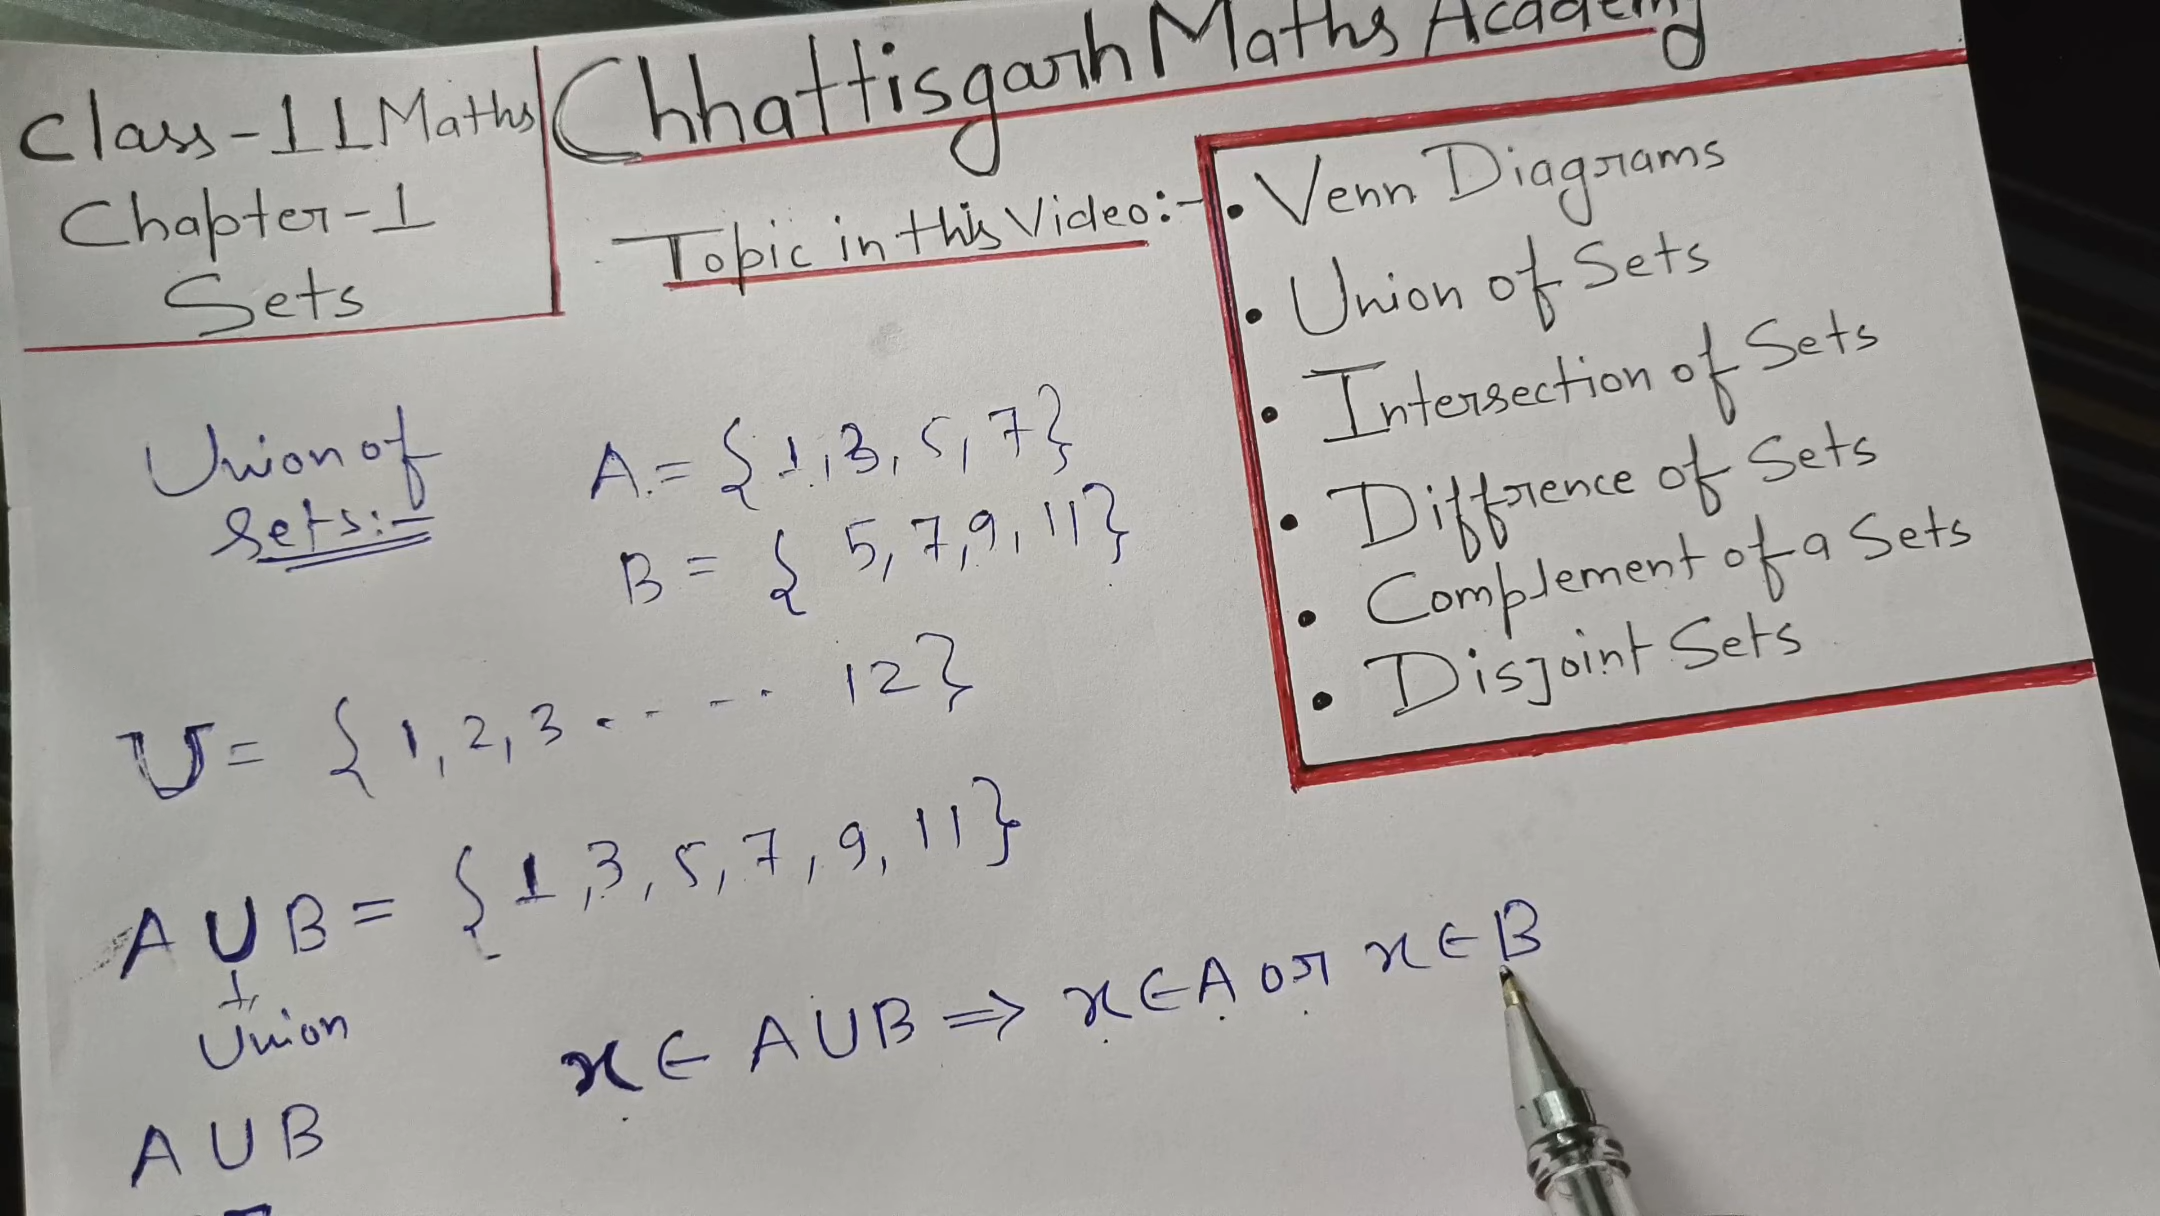 Class-11 Maths
Chapter-1
Sets
Chhattisgarh Maths Academy
Topic in this Video:-
• Venn Diagrams
• Union of Sets
• Intersection of Sets
• Diffrence of Sets
• Complement of a Sets
• Disjoint Sets
Union of
Sets:-
A = {1, 3, 5, 7}
B = {5, 7, 9, 11}
U = {1, 2, 3 ..... 12}
A ∪ B = {1, 3, 5, 7, 9, 11}
Union
x ∈ A ∪ B ⇒ x ∈ A or x ∈ B
A ∪ B